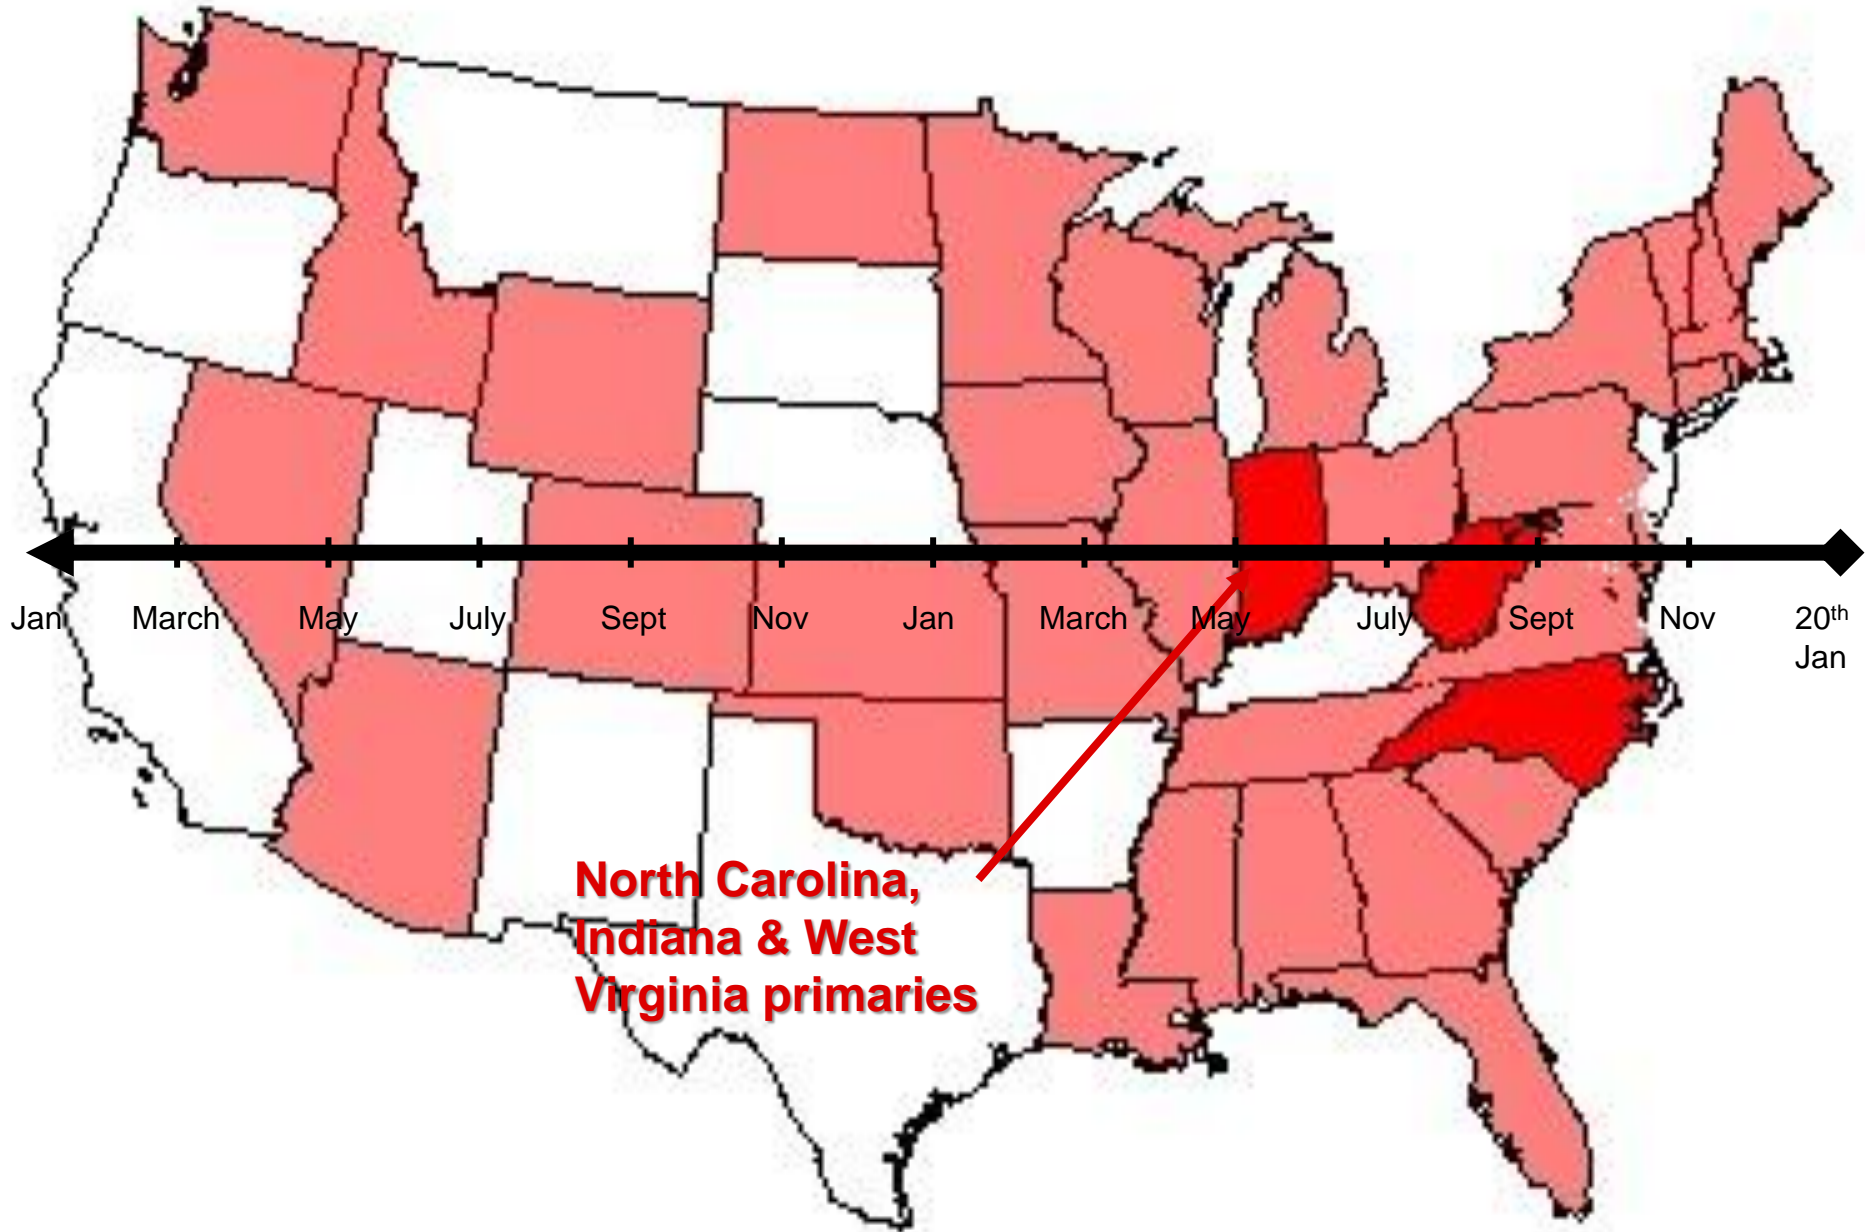 Jan March May July Sept Nov Jan March May July Sept Nov 20th
Jan
North Carolina,
Indiana & West
Virginia primaries